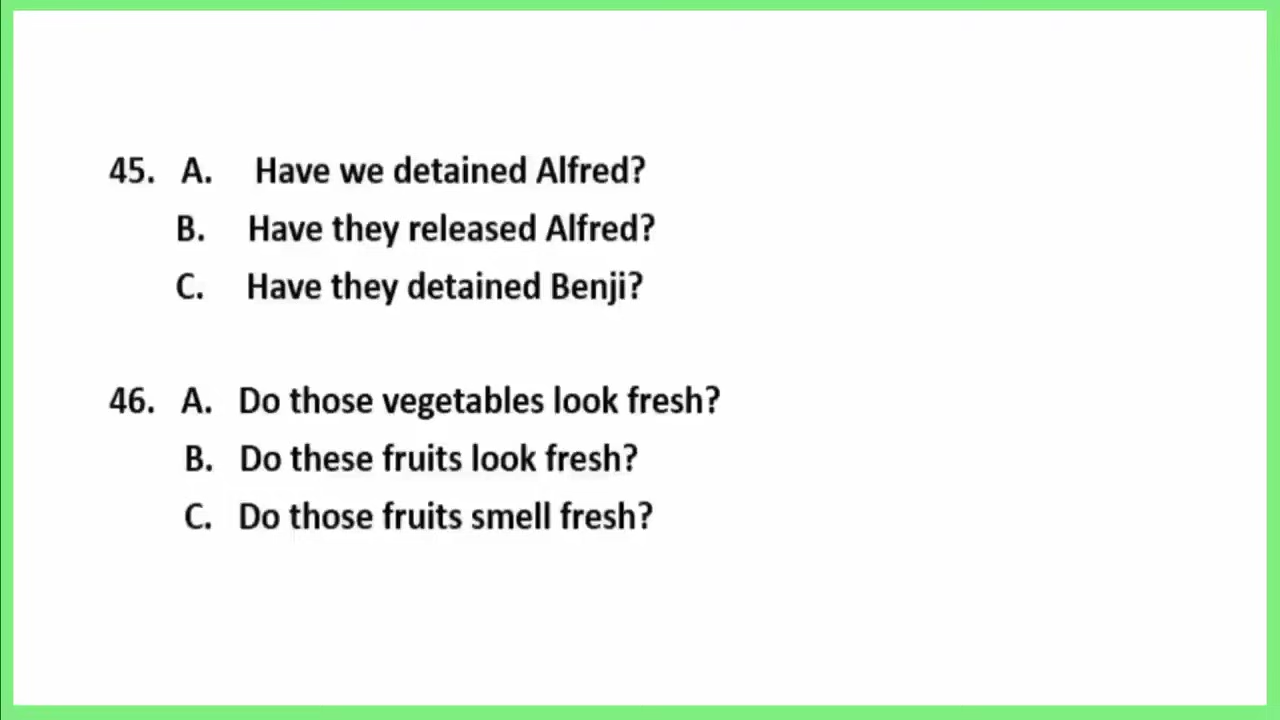 45. A. Have we detained Alfred?
B. Have they released Alfred?
C. Have they detained Benji?
46. A. Do those vegetables look fresh?
B. Do these fruits look fresh?
C. Do those fruits smell fresh?